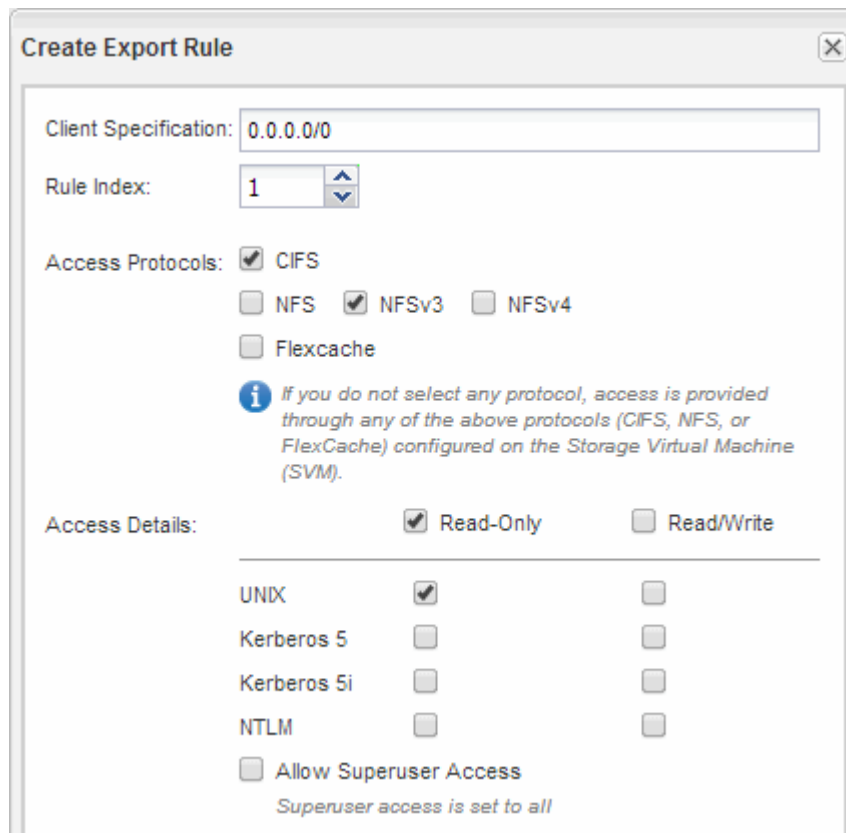 Create Export Rule
Client Specification: 0.0.0.0/0
Rule Index: 1
Access Protocols: CIFS
NFS NFSv3 NFSv4
Flexcache
If you do not select any protocol, access is provided
through any of the above protocols (CIFS, NFS, or
FlexCache) configured on the Storage Virtual Machine
(SVM).
Access Details: Read-Only Read/Write
UNIX
Kerberos 5
Kerberos 5i
NTLM
Allow Superuser Access
Superuser access is set to all